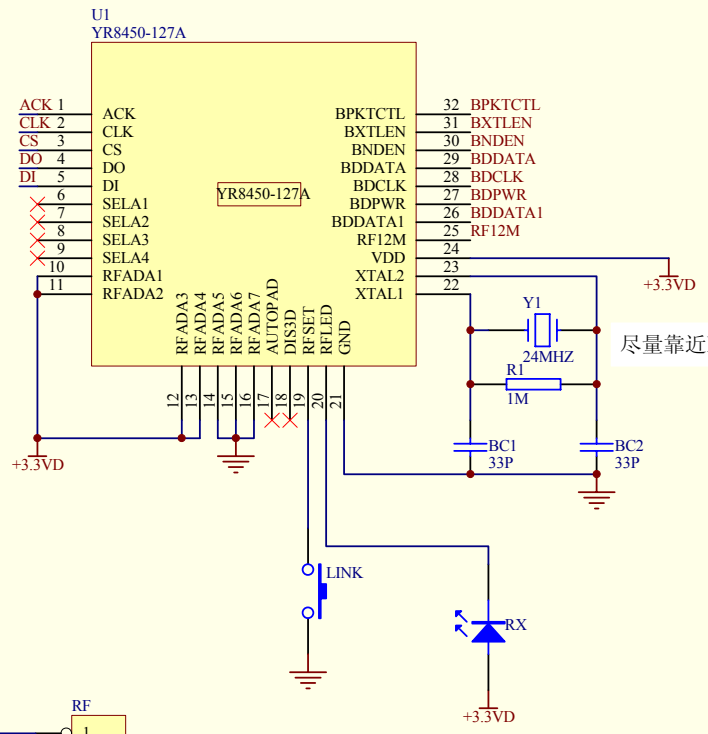 U1
YR8450-127A
ACK 1 ACK
CLK 2 CLK
CS 3 CS
DO 4 DO
DI 5 DI
6 SELA1
7 SELA2
8 SELA3
9 SELA4
10 RFADA1
11 RFADA2
YR8450-127A
BPKTCTL 32 BPKTCTL
BXTLEN 31 BXTLEN
BNDEN 30 BNDEN
BDDATA 29 BDDATA
BDCLK 28 BDCLK
BDPWR 27 BDPWR
BDDATA1 26 BDDATA1
RF12M 25 RF12M
VDD 24
XTAL2 23
XTAL1 22
+3.3VD
RFADA3 12
RFADA4 13
RFADA5 14
RFADA6 15
RFADA7 16
AUTOPAD 17
DIS3D 18
RFSET 19
RFLED 20
GND 21
Y1
24MHZ
尽量靠近
R1
1M
BC1
33P
BC2
33P
+3.3VD
LINK
RX
+3.3VD
RF
1